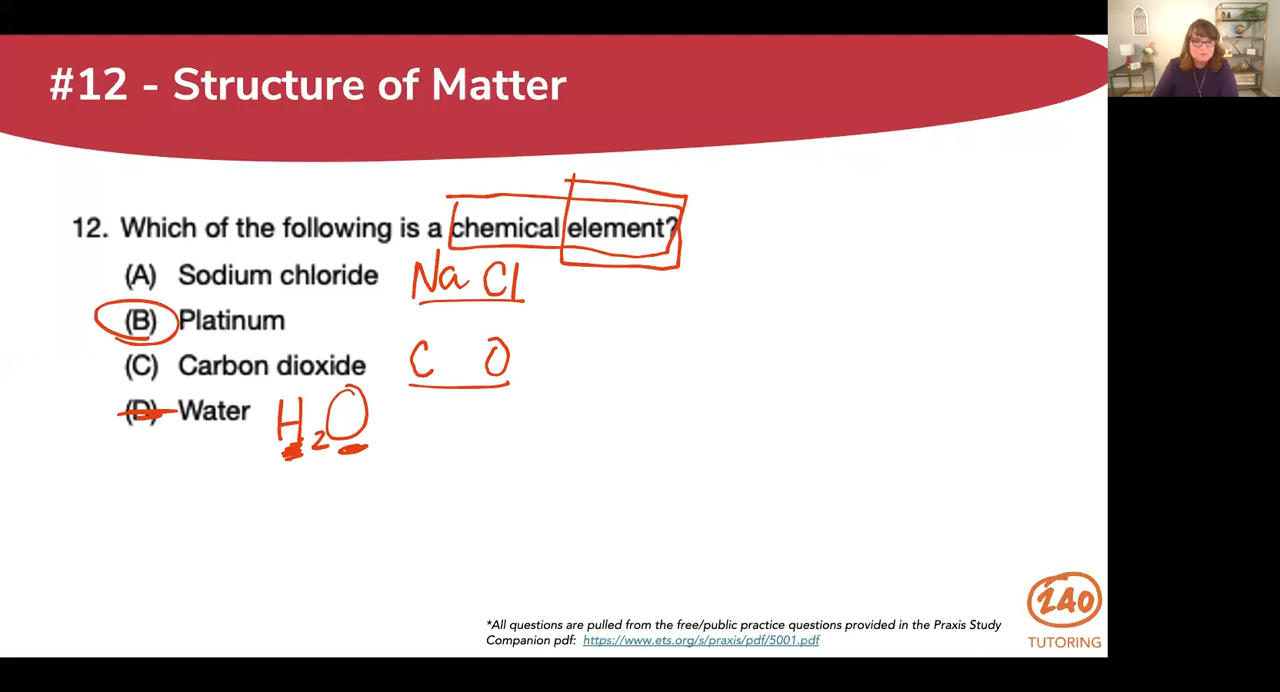 #12 - Structure of Matter
12. Which of the following is a chemical element?
(A) Sodium chloride Na Cl
(B) Platinum
(C) Carbon dioxide C O
(D) Water H₂O
*All questions are pulled from the free/public practice questions provided in the Praxis Study
Companion pdf: https://www.ets.org/s/praxis/pdf/5001.pdf
240
TUTORING